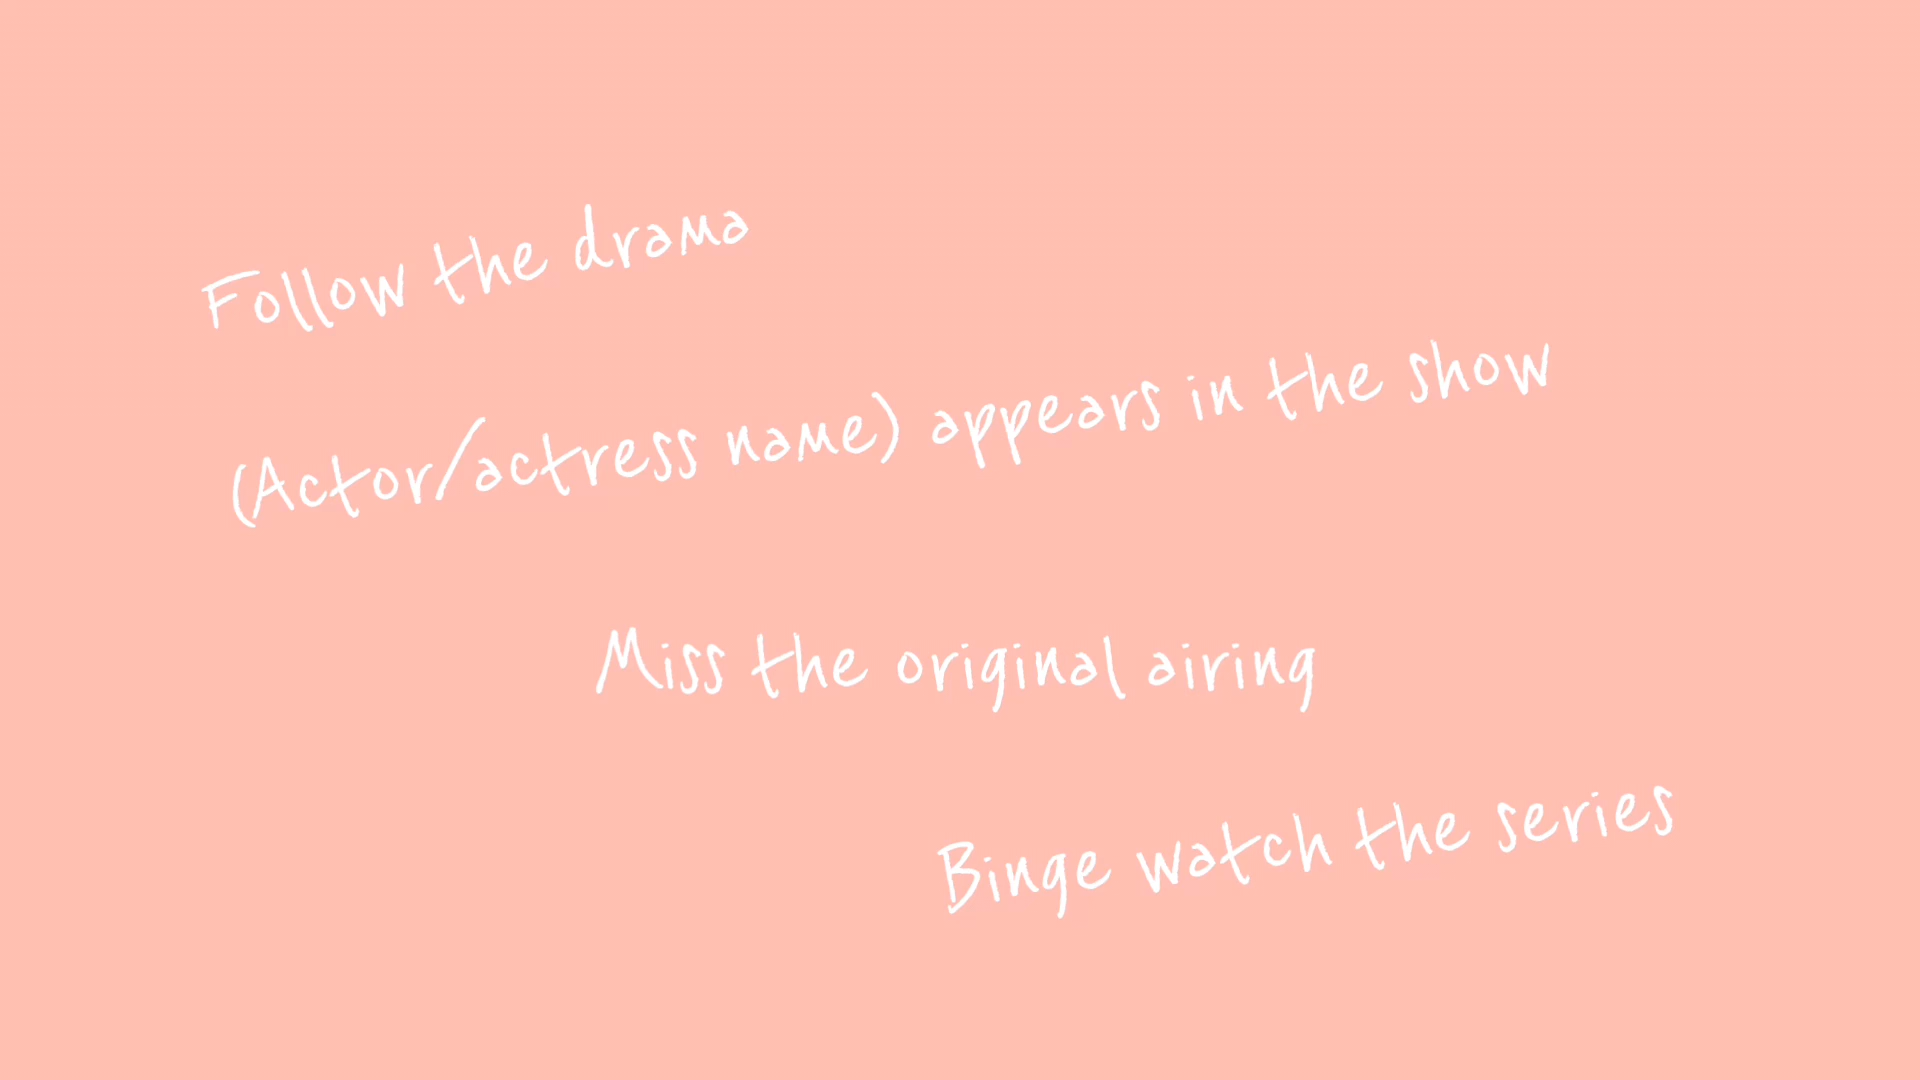 Follow the drama
(Actor/actress name) appears in the show
Miss the original airing
Binge watch the series